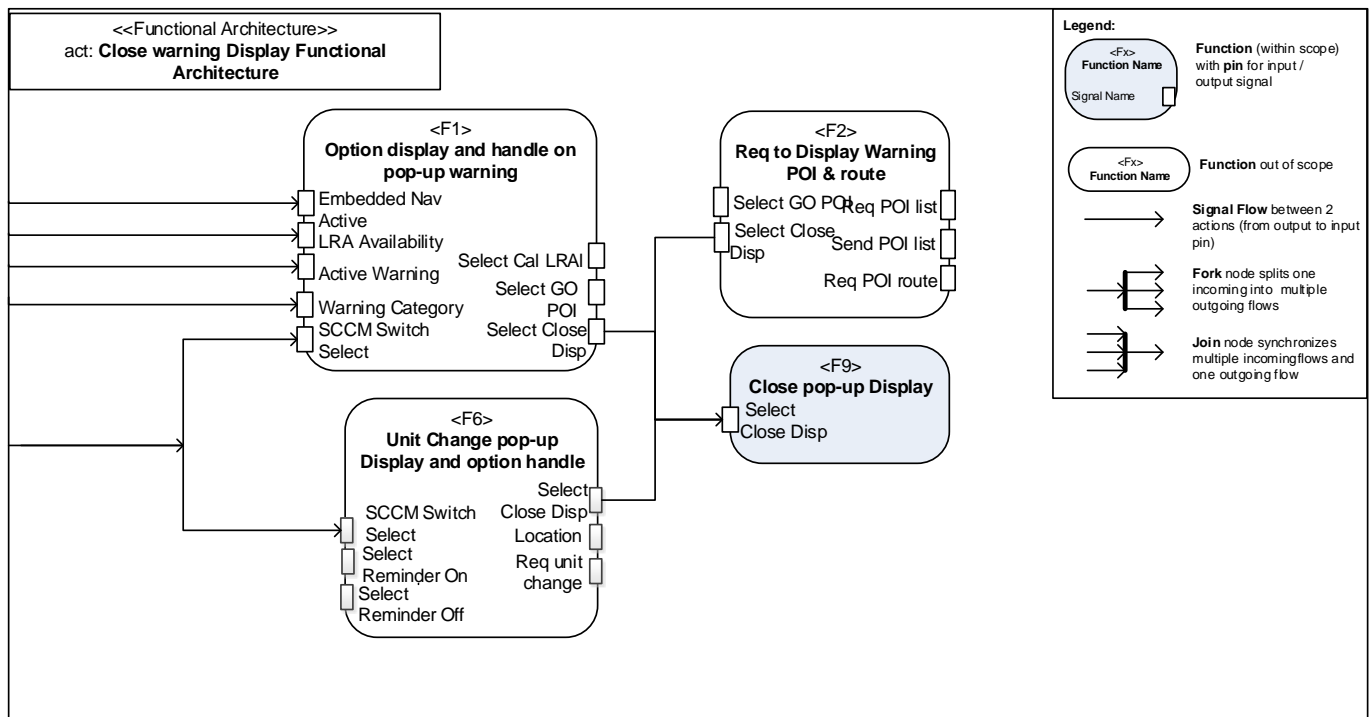 <<Functional Architecture>>
act: Close warning Display Functional
Architecture
<F1>
Option display and handle on
pop-up warning
Embedded Nav
Active
LRA Availability
Active Warning
Warning Category
SCCM Switch
Select
Select Cal LRAI
Select GO
POI
Select Close
Disp
<F2>
Req to Display Warning
POI & route
Select GO POI
Select Close
Disp
Req POI list
Send POI list
Req POI route
<F9>
Close pop-up Display
Select
Close Disp
<F6>
Unit Change pop-up
Display and option handle
SCCM Switch
Select
Select
Reminder On
Select
Reminder Off
Select
Close Disp
Location
Req unit
change
Legend:
<Fx>
Function Name
Signal Name
Function (within scope)
with pin for input /
output signal
<Fx>
Function Name
Function out of scope
Signal Flow between 2
actions (from output to input
pin)
Fork node splits one
incoming into multiple
outgoing flows
Join node synchronizes
multiple incomingflows and
one outgoing flow